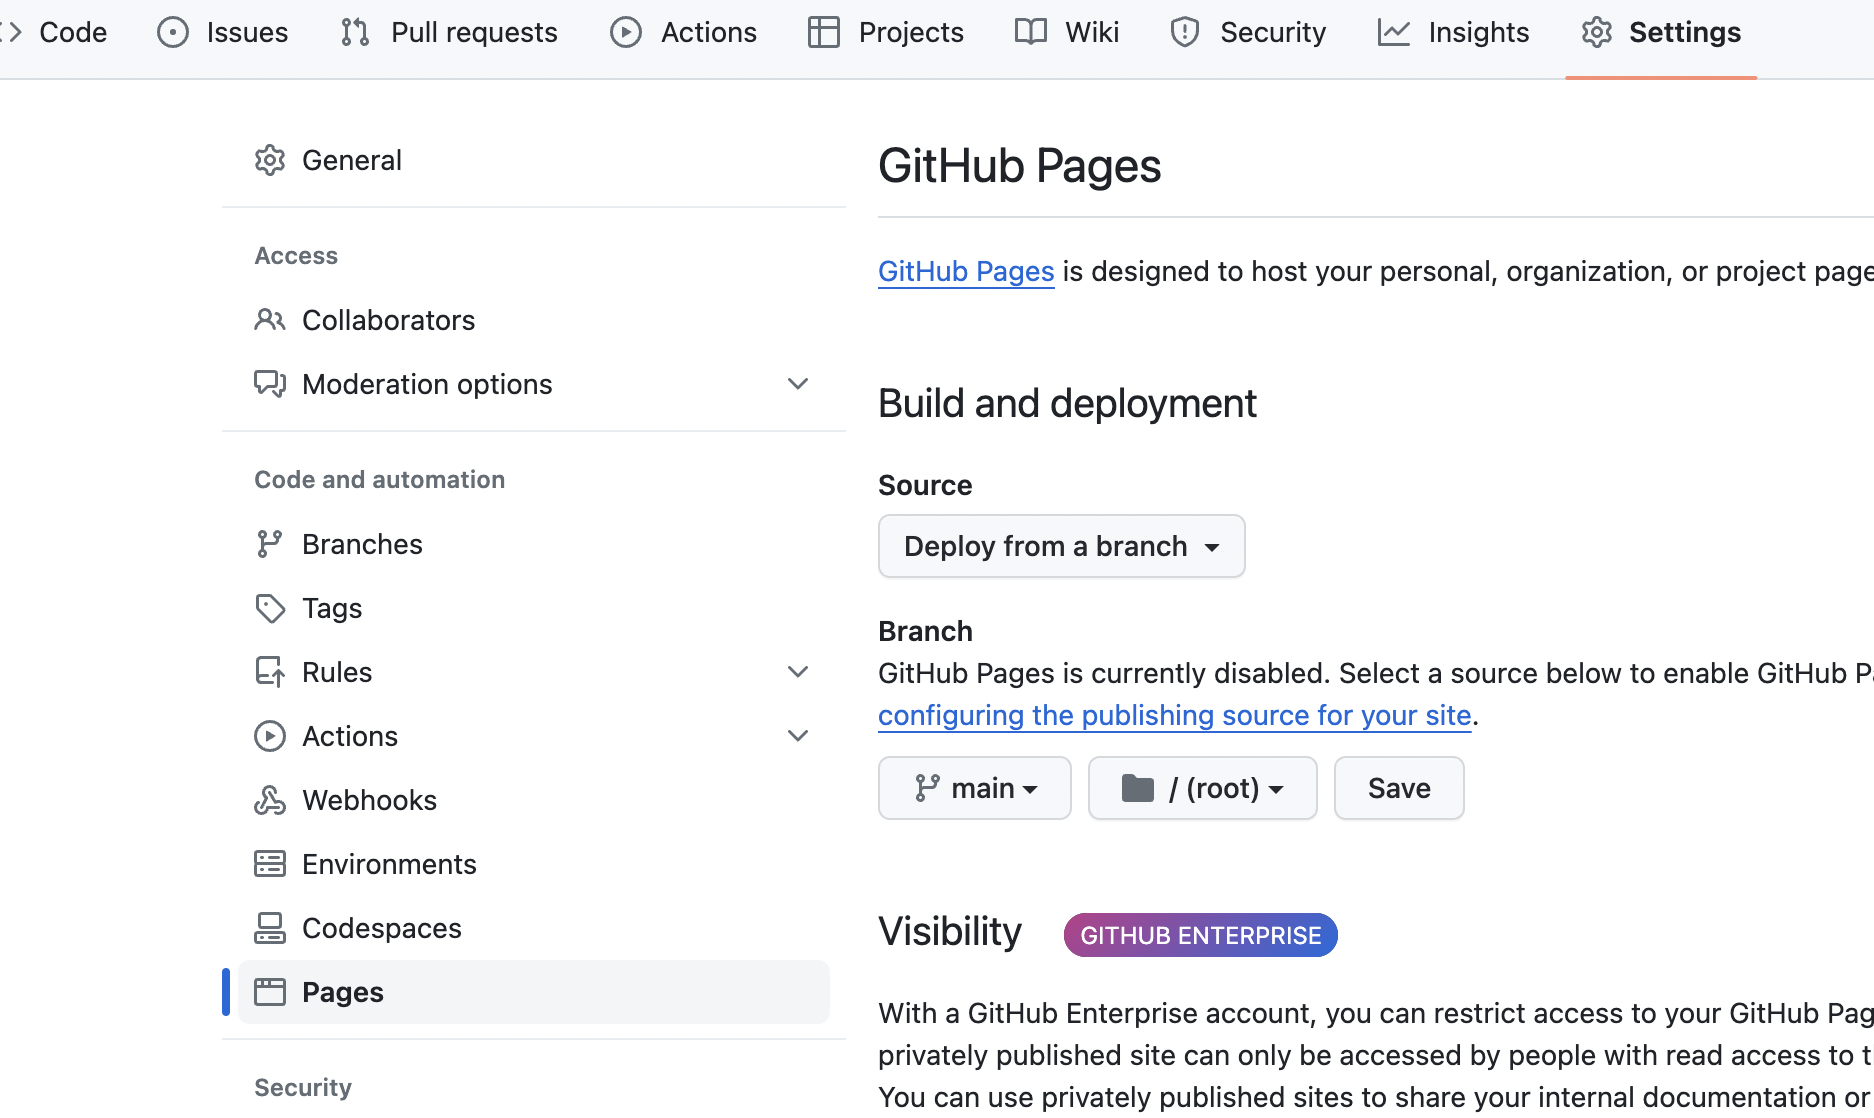 Code Issues Pull requests Actions Projects Wiki Security Insights Settings
General
Access
Collaborators
Moderation options
Code and automation
Branches
Tags
Rules
Actions
Webhooks
Environments
Codespaces
Pages
Security
GitHub Pages
GitHub Pages is designed to host your personal, organization, or project page
Build and deployment
Source
Deploy from a branch
Branch
GitHub Pages is currently disabled. Select a source below to enable GitHub
configuring the publishing source for your site.
main / (root) Save
Visibility GITHUB ENTERPRISE
With a GitHub Enterprise account, you can restrict access to your GitHub Pag
privately published site can only be accessed by people with read access to
You can use privately published sites to share your internal documentation or